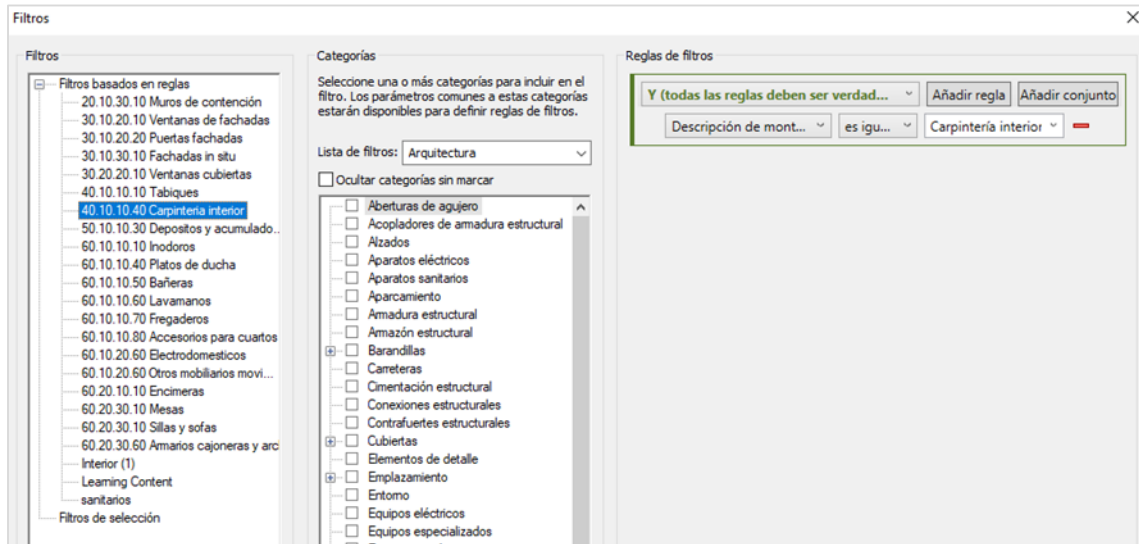 Filtros
Filtros
Filtros basados en reglas
20.10.30.10 Muros de contención
30.10.20.10 Ventanas de fachadas
30.10.20.20 Puertas fachadas
30.10.30.10 Fachadas in situ
30.20.20.10 Ventanas cubiertas
40.10.10.10 Tabiques
40.10.10.40 Carpinteria interior
50.10.10.30 Depositos y acumulado...
60.10.10.10 Inodoros
60.10.10.40 Platos de ducha
60.10.10.50 Bañeras
60.10.10.60 Lavamanos
60.10.10.70 Fregaderos
60.10.10.80 Accesorios para cuartos
60.10.20.60 Electrodomesticos
60.10.20.60 Otros mobiliarios movi...
60.20.10.10 Encimeras
60.20.30.10 Mesas
60.20.30.10 Sillas y sofas
60.20.30.60 Armarios cajoneras y arc
Interior (1)
Learning Content
sanitarios
Filtros de selección
Categorías
Seleccione una o más categorías para incluir en el
filtro. Los parámetros comunes a estas categorías
estarán disponibles para definir reglas de filtros.
Lista de filtros: Arquitectura
Ocultar categorías sin marcar
Aberturas de agujero
Acopladores de armadura estructural
Alzados
Aparatos eléctricos
Aparatos sanitarios
Aparcamiento
Armadura estructural
Armazón estructural
Barandillas
Carreteras
Cimentación estructural
Conexiones estructurales
Contrafuertes estructurales
Cubiertas
Elementos de detalle
Emplazamiento
Entorno
Equipos eléctricos
Equipos especializados
Reglas de filtros
Y (todas las reglas deben ser verdad... Añadir regla Añadir conjunto
Descripción de mont... es igu... Carpintería interior